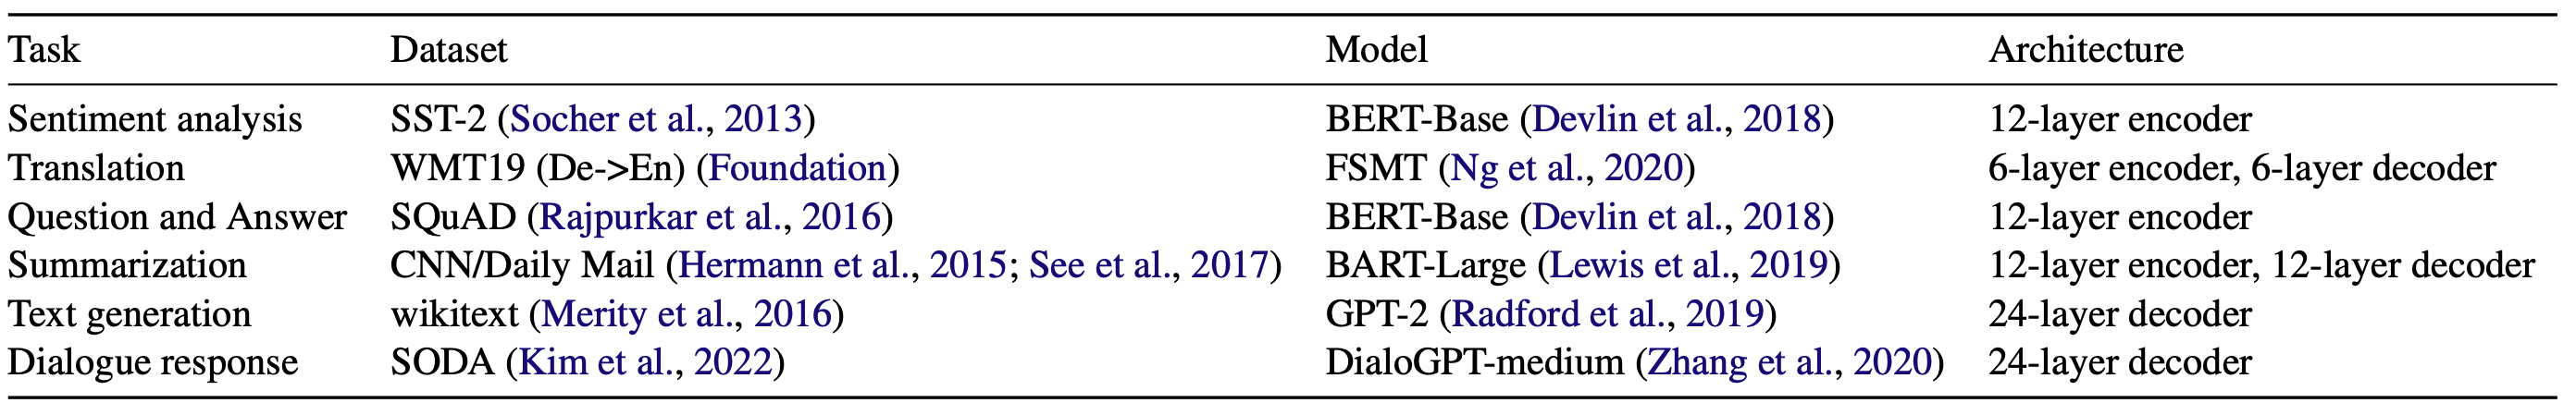 Task Dataset Model Architecture
Sentiment analysis SST-2 (Socher et al., 2013) BERT-Base (Devlin et al., 2018) 12-layer encoder
Translation WMT19 (De->En) (Foundation) FSMT (Ng et al., 2020) 6-layer encoder, 6-layer decoder
Question and Answer SQuAD (Rajpurkar et al., 2016) BERT-Base (Devlin et al., 2018) 12-layer encoder
Summarization CNN/Daily Mail (Hermann et al., 2015; See et al., 2017) BART-Large (Lewis et al., 2019) 12-layer encoder, 12-layer decoder
Text generation wikitext (Merity et al., 2016) GPT-2 (Radford et al., 2019) 24-layer decoder
Dialogue response SODA (Kim et al., 2022) DialoGPT-medium (Zhang et al., 2020) 24-layer decoder